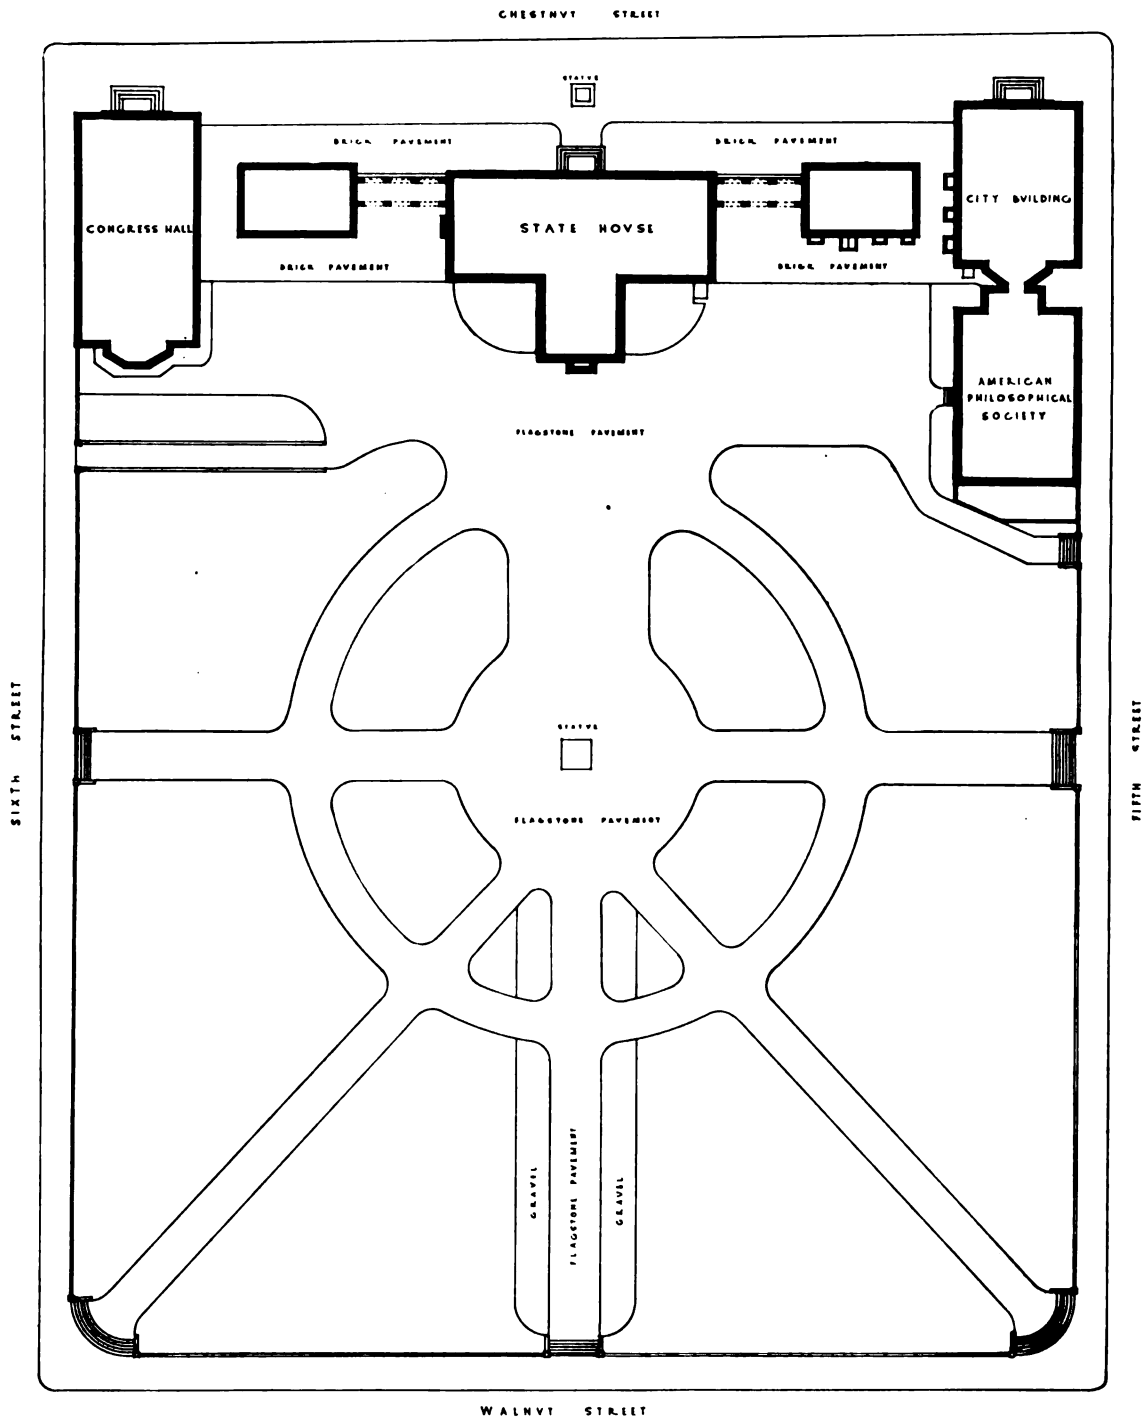 CHESTNVT STREET
STATVE
BRICK PAVEMENT
BRICK PAVEMENT
CITY BUILDING
CONGRESS HALL
STATE HOVSE
BRICK PAVEMENT
BRICK PAVEMENT
AMERICAN
PHILOSOPHICAL
SOCIETY
FLAGSTONE PAVEMENT
SIXTH STREET
FIFTH STREET
STATVE
FLAGSTONE PAVEMENT
GRAVEL
FLAGSTONE PAVEMENT
GRAVEL
WALNVT STREET